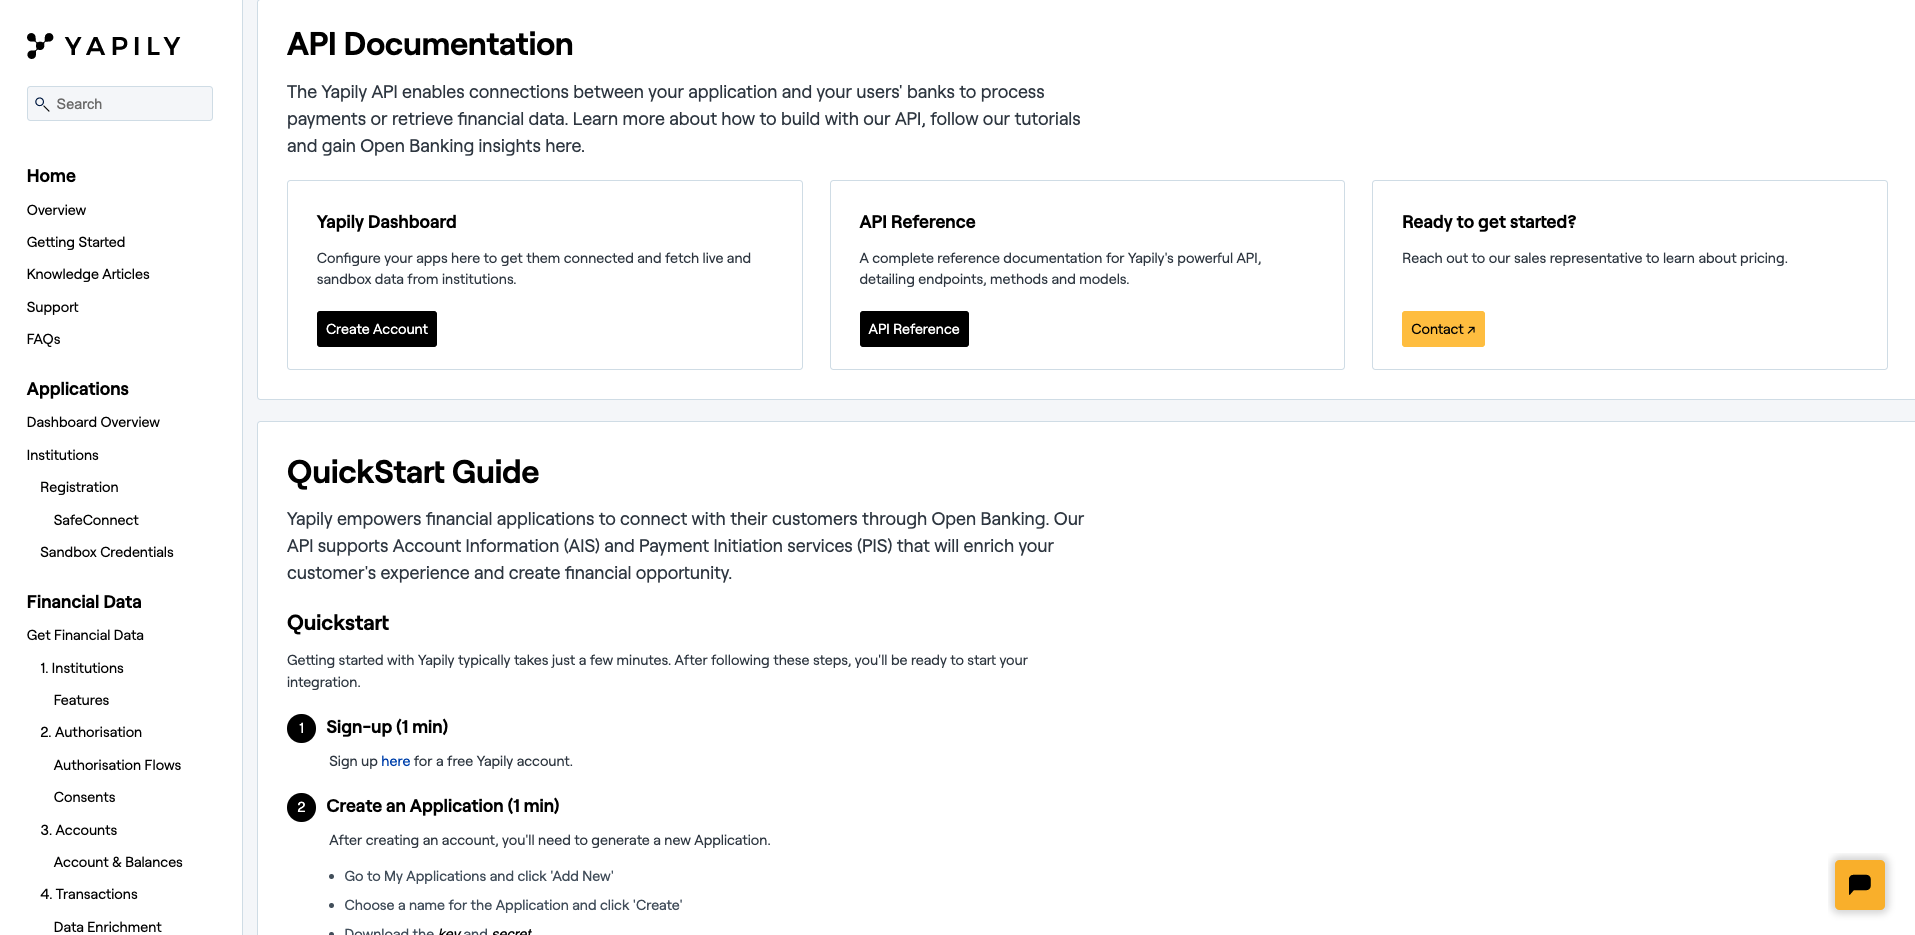 YAPILY
Search
Home
Overview
Getting Started
Knowledge Articles
Support
FAQs
Applications
Dashboard Overview
Institutions
Registration
SafeConnect
Sandbox Credentials
Financial Data
Get Financial Data
1. Institutions
Features
2. Authorisation
Authorisation Flows
Consents
3. Accounts
Account & Balances
4. Transactions
Data Enrichment
API Documentation
The Yapily API enables connections between your application and your users' banks to process
payments or retrieve financial data. Learn more about how to build with our API, follow our tutorials
and gain Open Banking insights here.
Yapily Dashboard
Configure your apps here to get them connected and fetch live and
sandbox data from institutions.
Create Account
API Reference
A complete reference documentation for Yapily's powerful API,
detailing endpoints, methods and models.
API Reference
Ready to get started?
Reach out to our sales representative to learn about pricing.
Contact ↗
QuickStart Guide
Yapily empowers financial applications to connect with their customers through Open Banking. Our
API supports Account Information (AIS) and Payment Initiation services (PIS) that will enrich your
customer's experience and create financial opportunity.
Quickstart
Getting started with Yapily typically takes just a few minutes. After following these steps, you'll be ready to start your
integration.
1 Sign-up (1 min)
Sign up here for a free Yapily account.
2 Create an Application (1 min)
After creating an account, you'll need to generate a new Application.
• Go to My Applications and click 'Add New'
• Choose a name for the Application and click 'Create'
• Download the key and secret